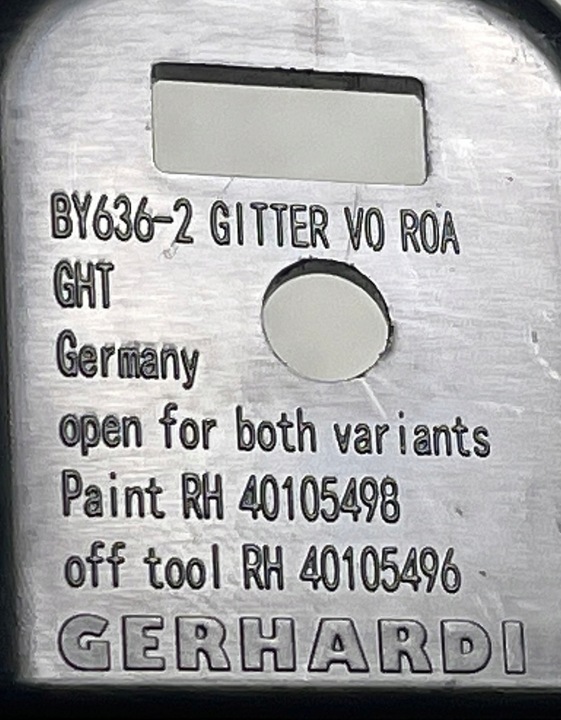 BY636-2 GITTER VO ROA
GHT
Germany
open for both variants
Paint RH 40105498
off tool RH 40105496
GERHARDI